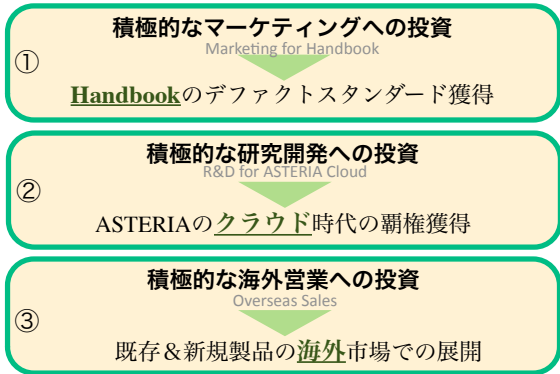 積極的なマーケティングへの投資
Marketing for Handbook
①
Handbookのデファクトスタンダード獲得
積極的な研究開発への投資
R&D for ASTERIA Cloud
②
ASTERIAのクラウド時代の覇権獲得
積極的な海外営業への投資
Overseas Sales
③
既存＆新規製品の海外市場での展開